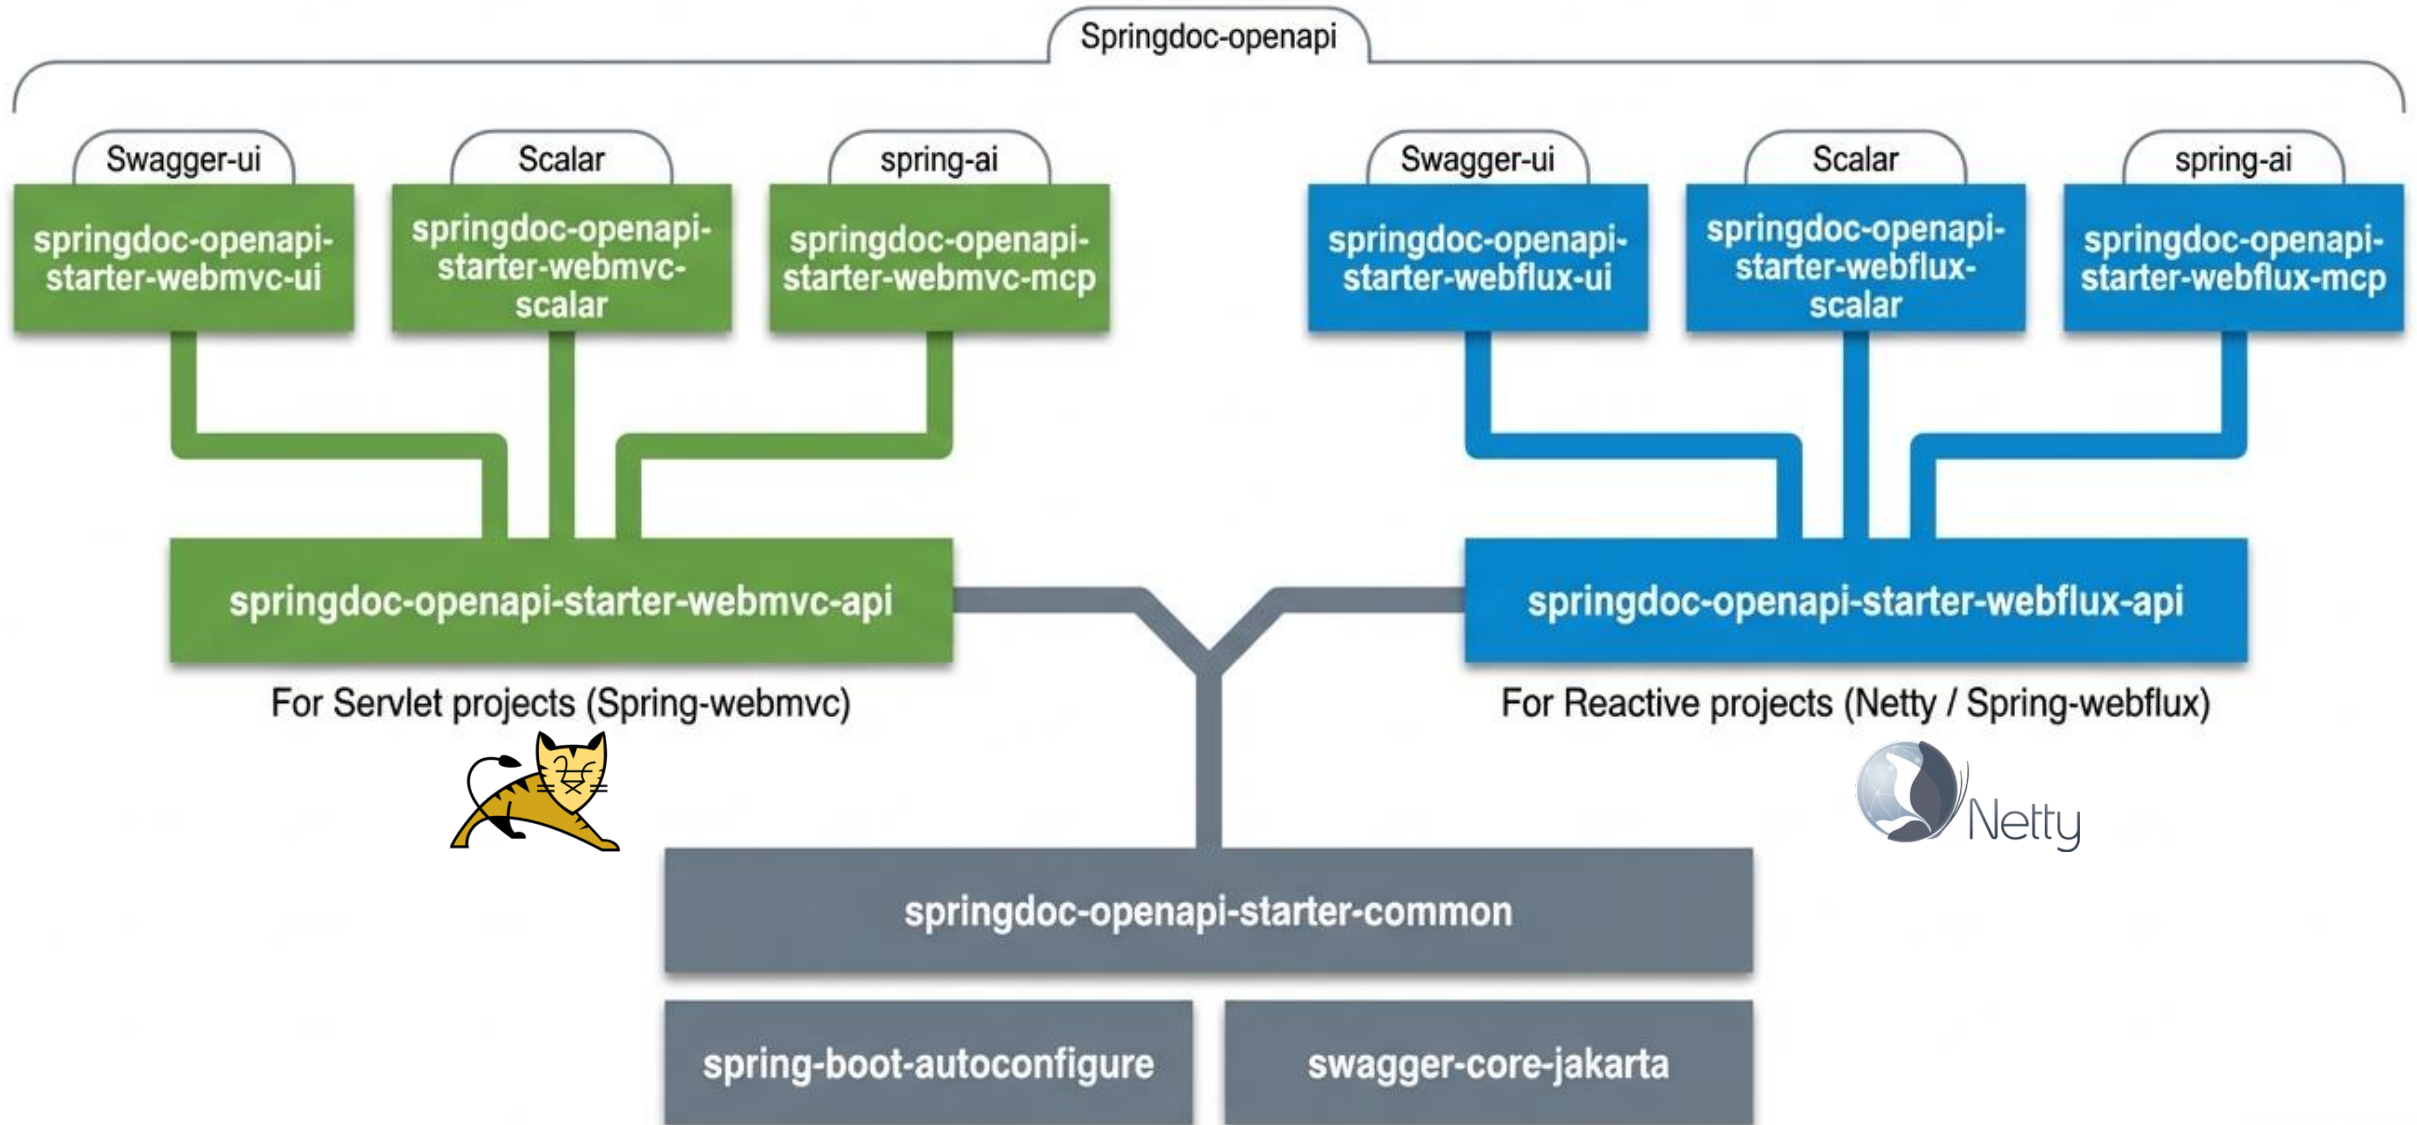 Springdoc-openapi
Swagger-ui
springdoc-openapi-
starter-webmvc-ui
Scalar
springdoc-openapi-
starter-webmvc-
scalar
spring-ai
springdoc-openapi-
starter-webmvc-mcp
Swagger-ui
springdoc-openapi-
starter-webflux-ui
Scalar
springdoc-openapi-
starter-webflux-
scalar
spring-ai
springdoc-openapi-
starter-webflux-mcp
springdoc-openapi-starter-webmvc-api
For Servlet projects (Spring-webmvc)
springdoc-openapi-starter-webflux-api
For Reactive projects (Netty / Spring-webflux)
Netty
springdoc-openapi-starter-common
spring-boot-autoconfigure
swagger-core-jakarta